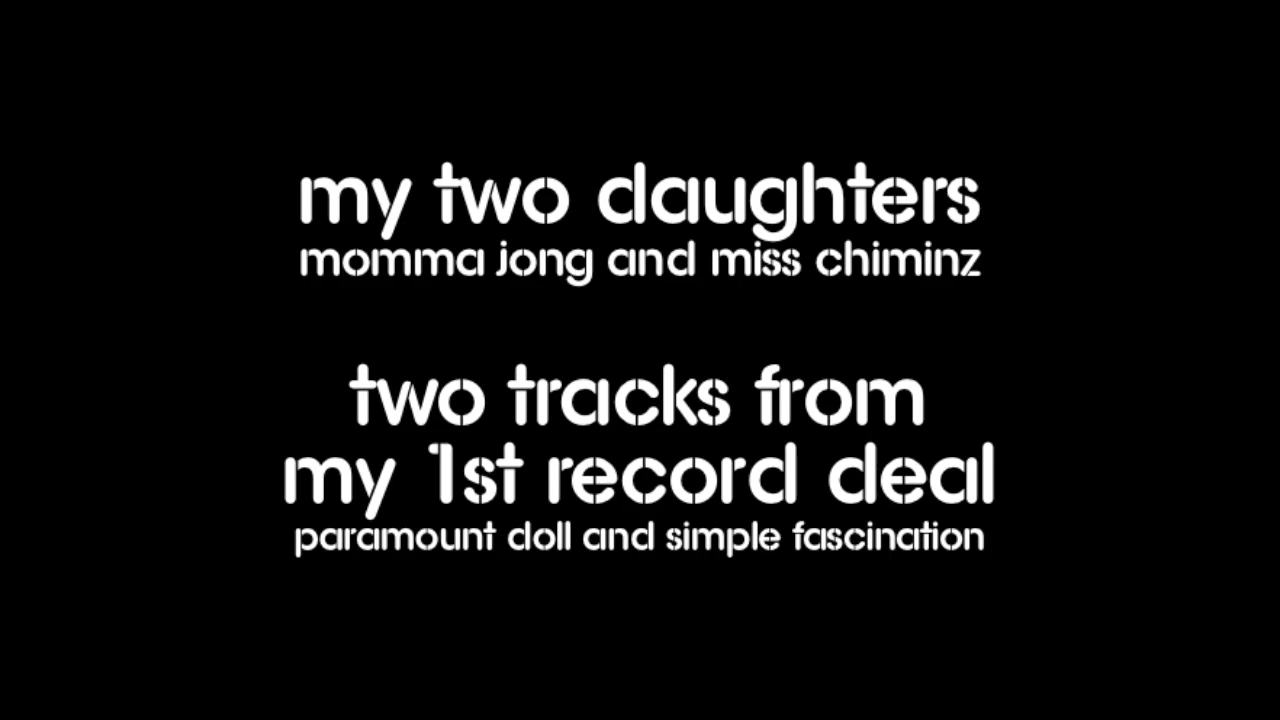 my two daughters
momma jong and miss chiminz
two tracks from
my 1st record deal
paramount doll and simple fascination